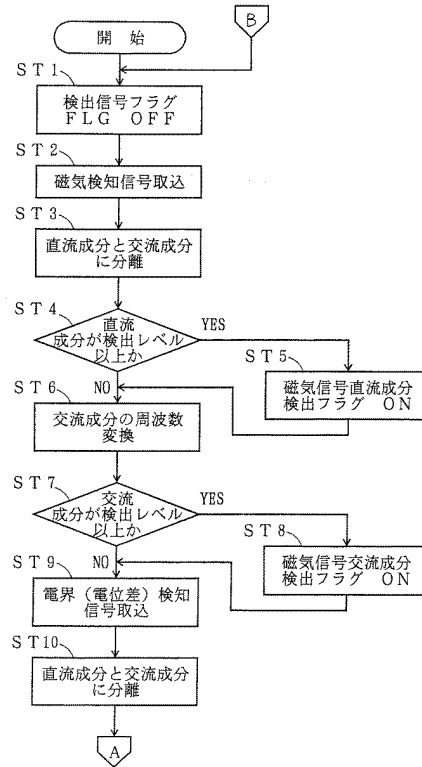 開　始
B
ST1
検出信号フラグ
FLG　OFF
ST2
磁気検知信号取込
ST3
直流成分と交流成分
に分離
ST4
直流
成分が検出レベル
以上か
YES
NO
ST5
磁気信号直流成分
検出フラグ　ON
ST6
交流成分の周波数
変換
ST7
交流
成分が検出レベル
以上か
YES
NO
ST8
磁気信号交流成分
検出フラグ　ON
ST9
電界（電位差）検知
信号取込
ST10
直流成分と交流成分
に分離
A